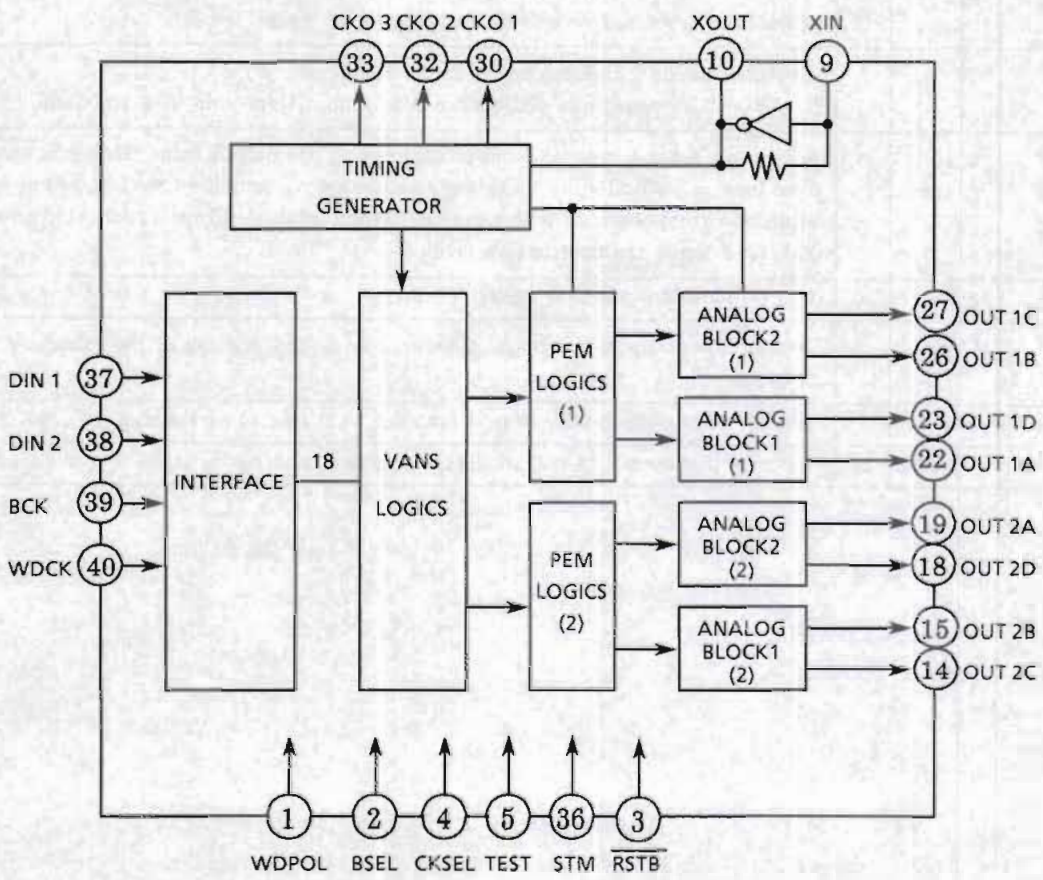 CKO 3 CKO 2 CKO 1 XOUT XIN
33 32 30 10 9
TIMING
GENERATOR
DIN 1 37
DIN 2 38
BCK 39
WDCK 40
INTERFACE
18
VANS
LOGICS
PEM
LOGICS
(1)
PEM
LOGICS
(2)
ANALOG
BLOCK2
(1)
ANALOG
BLOCK1
(1)
ANALOG
BLOCK2
(2)
ANALOG
BLOCK1
(2)
27 OUT 1C
26 OUT 1B
23 OUT 1D
22 OUT 1A
19 OUT 2A
18 OUT 2D
15 OUT 2B
14 OUT 2C
1 2 4 5 36 3
WDPOL BSEL CKSEL TEST STM RSTB